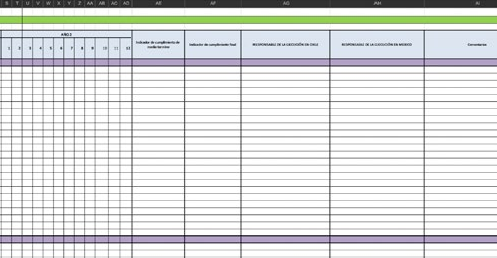 S T U V W X Y Z AA AB AC AD AE AF AG AH AI
AÑO 2
1 2 3 4 5 6 7 8 9 10 11 12
Indicador de cumplimiento de
Indicador de cumplimiento final
RESPONSABLE DE LA EJECUCIÓN EN CHILE
RESPONSABLE DE LA EJECUCIÓN EN MEXICO
Comentarios